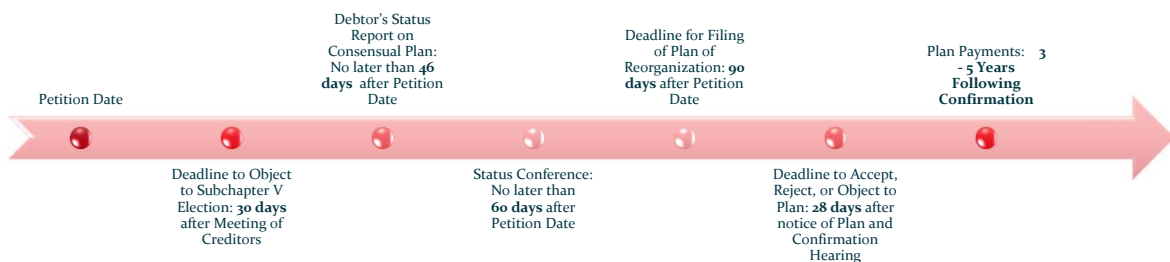 Petition Date
Deadline to Object
to Subchapter V
Election: 30 days
after Meeting of
Creditors
Debtor's Status
Report on
Consensual Plan:
No later than 46
days after Petition
Date
Status Conference:
No later than
60 days after
Petition Date
Deadline for Filing
of Plan of
Reorganization: 90
days after Petition
Date
Deadline to Accept,
Reject, or Object to
Plan: 28 days after
notice of Plan and
Confirmation
Hearing
Plan Payments: 3
- 5 Years
Following
Confirmation